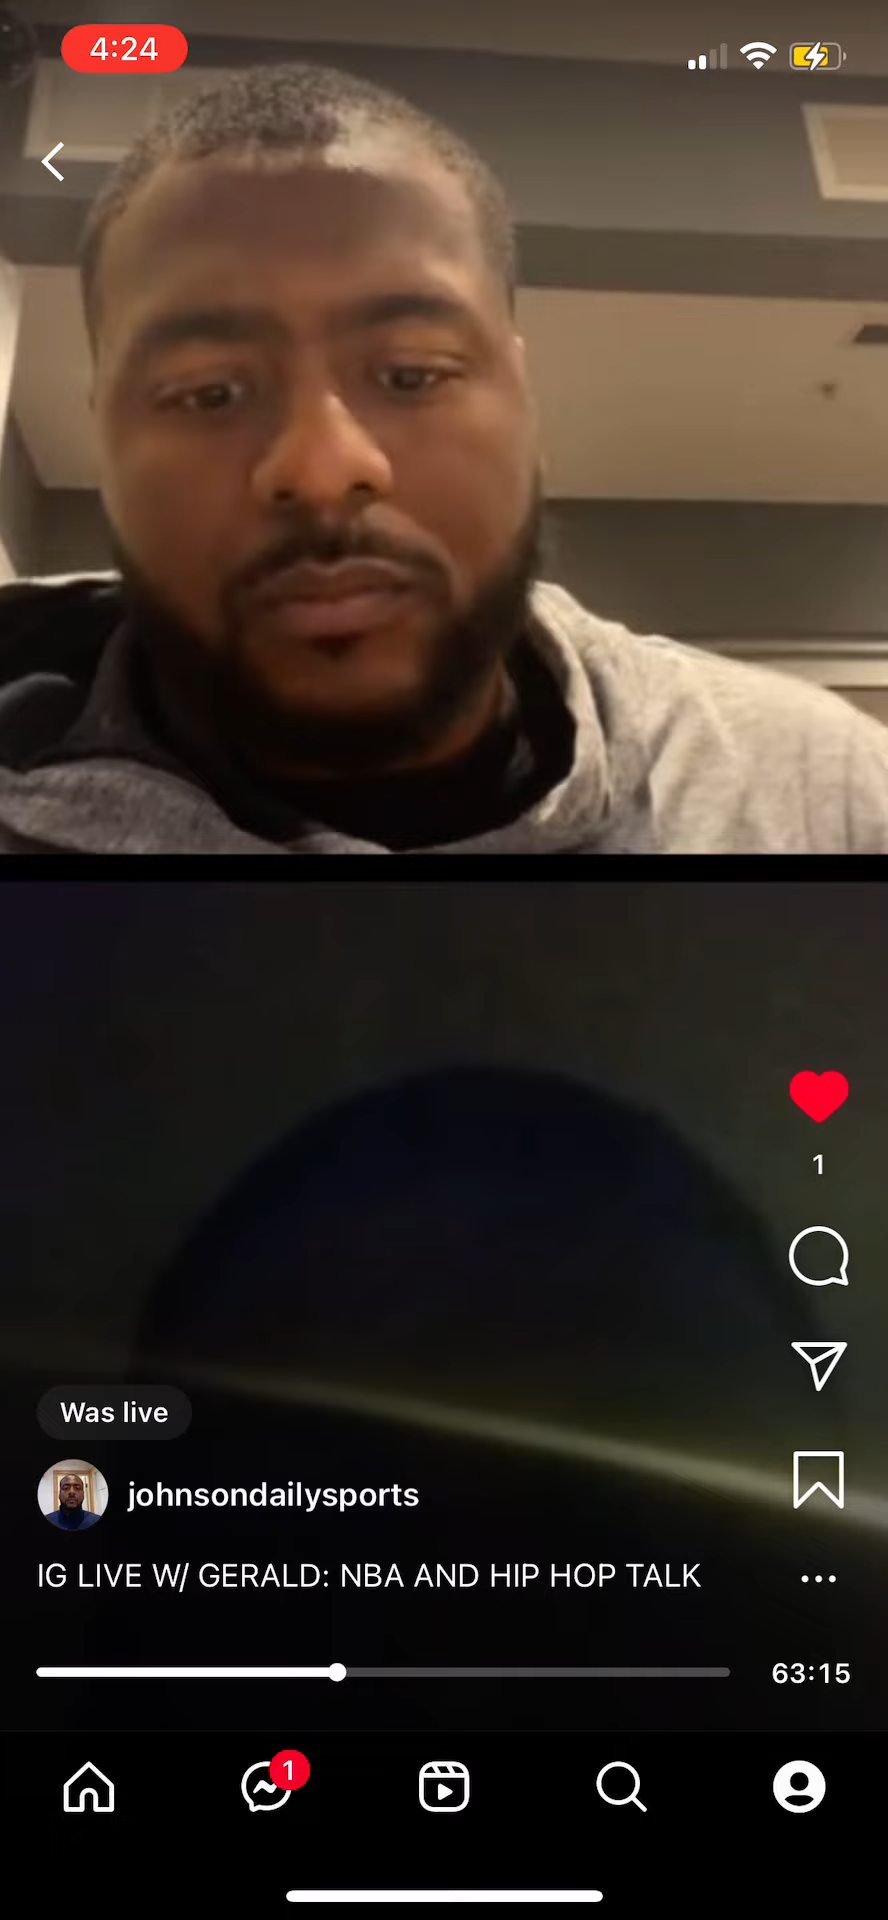 4:24
1
Was live
johnsondailysports
IG LIVE W/ GERALD: NBA AND HIP HOP TALK
63:15
1